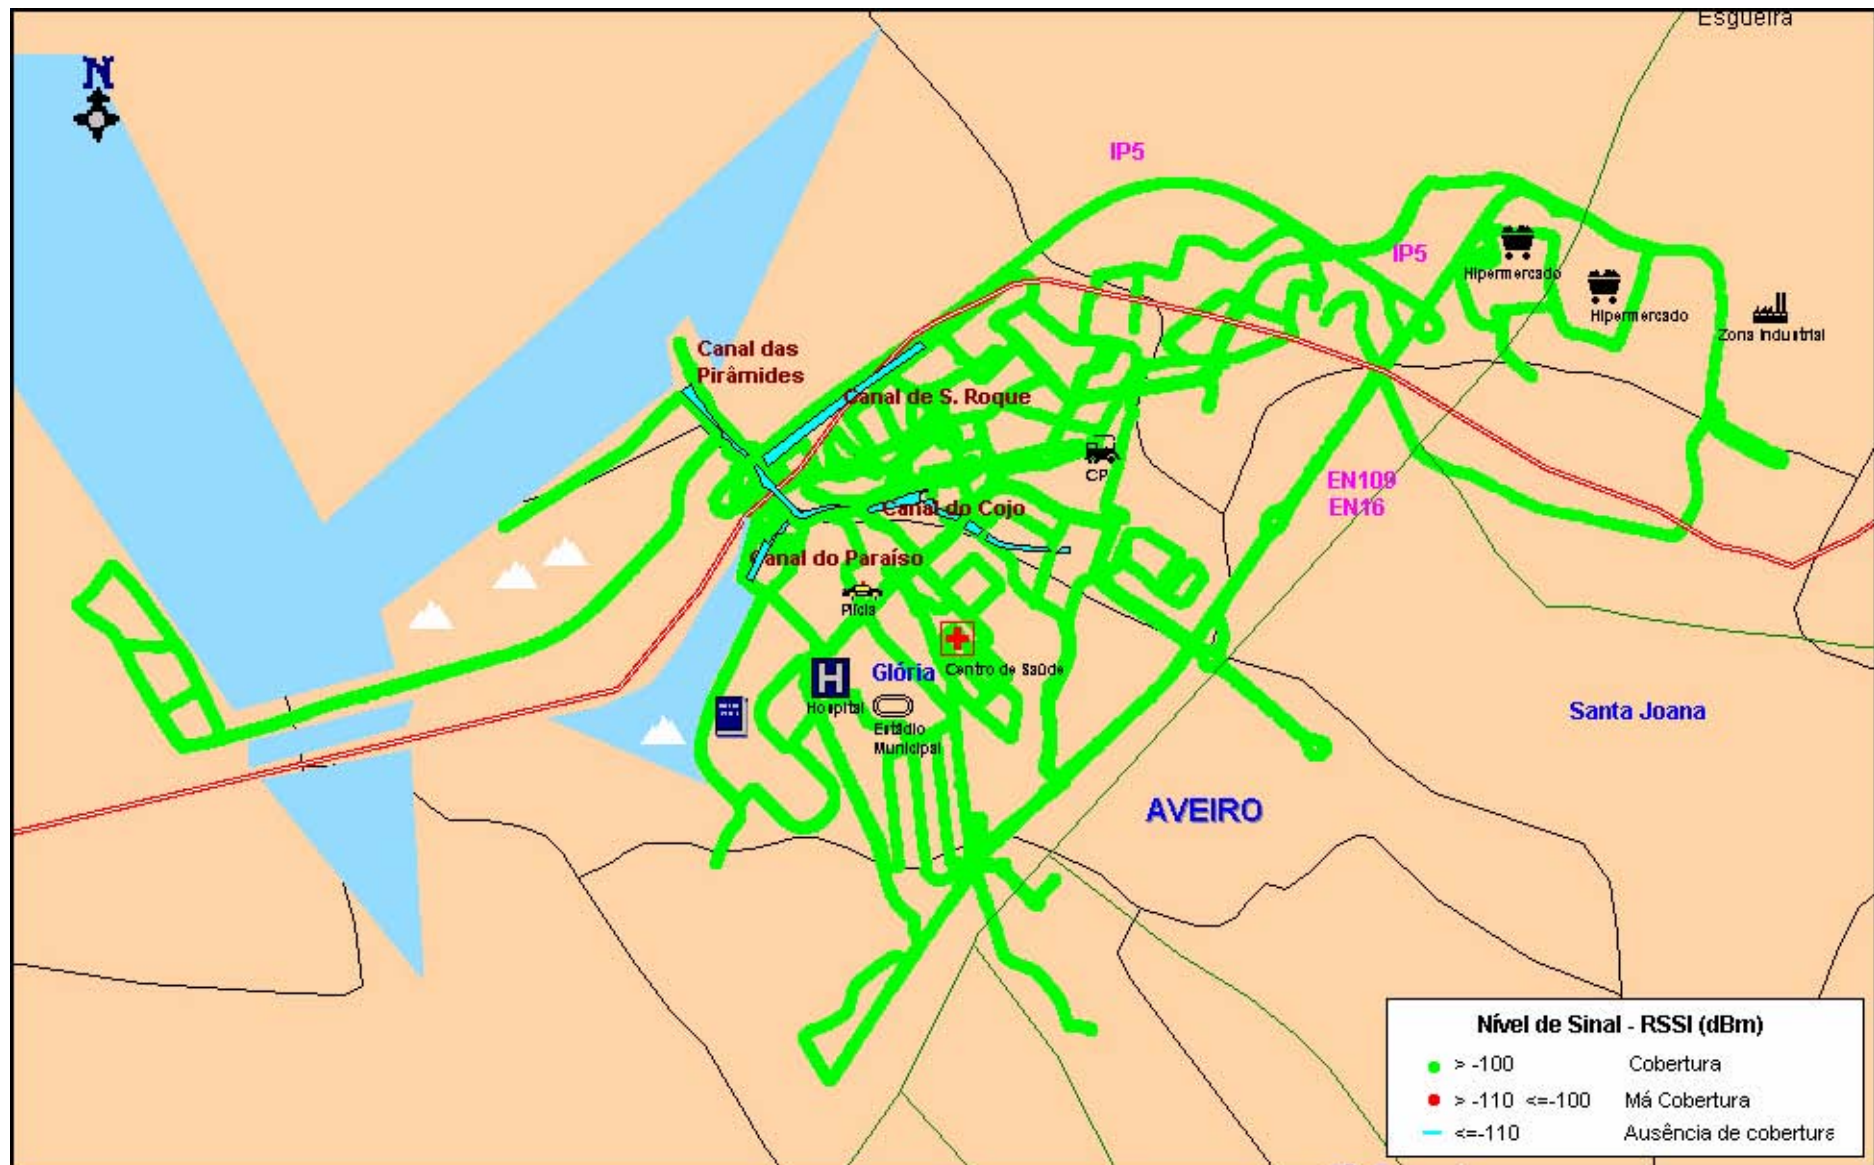 Esgueira
N
IP5
IP5
Hipermercado
Hipermercado
Zona Industrial
Canal das
Pirâmides
Canal de S. Roque
CP
EN109
EN16
Canal do Cojo
Canal do Paraíso
Plícia
Glória
Centro de Saúde
H
Hospital
Estádio
Municipal
Santa Joana
AVEIRO
Nível de Sinal - RSSI (dBm)
> -100 Cobertura
> -110 <=-100 Má Cobertura
<=-110 Ausência de cobertura